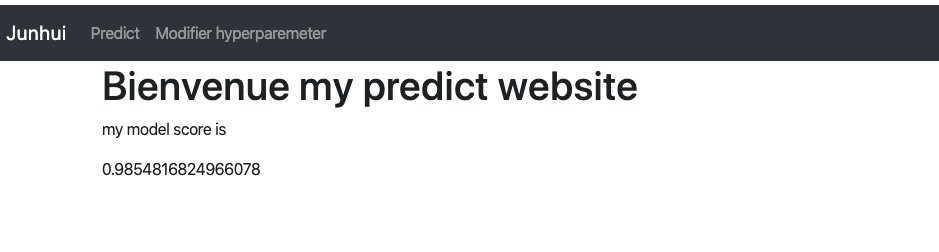 Junhui Predict Modifier hyperparemeter
Bienvenue my predict website
my model score is
0.9854816824966078